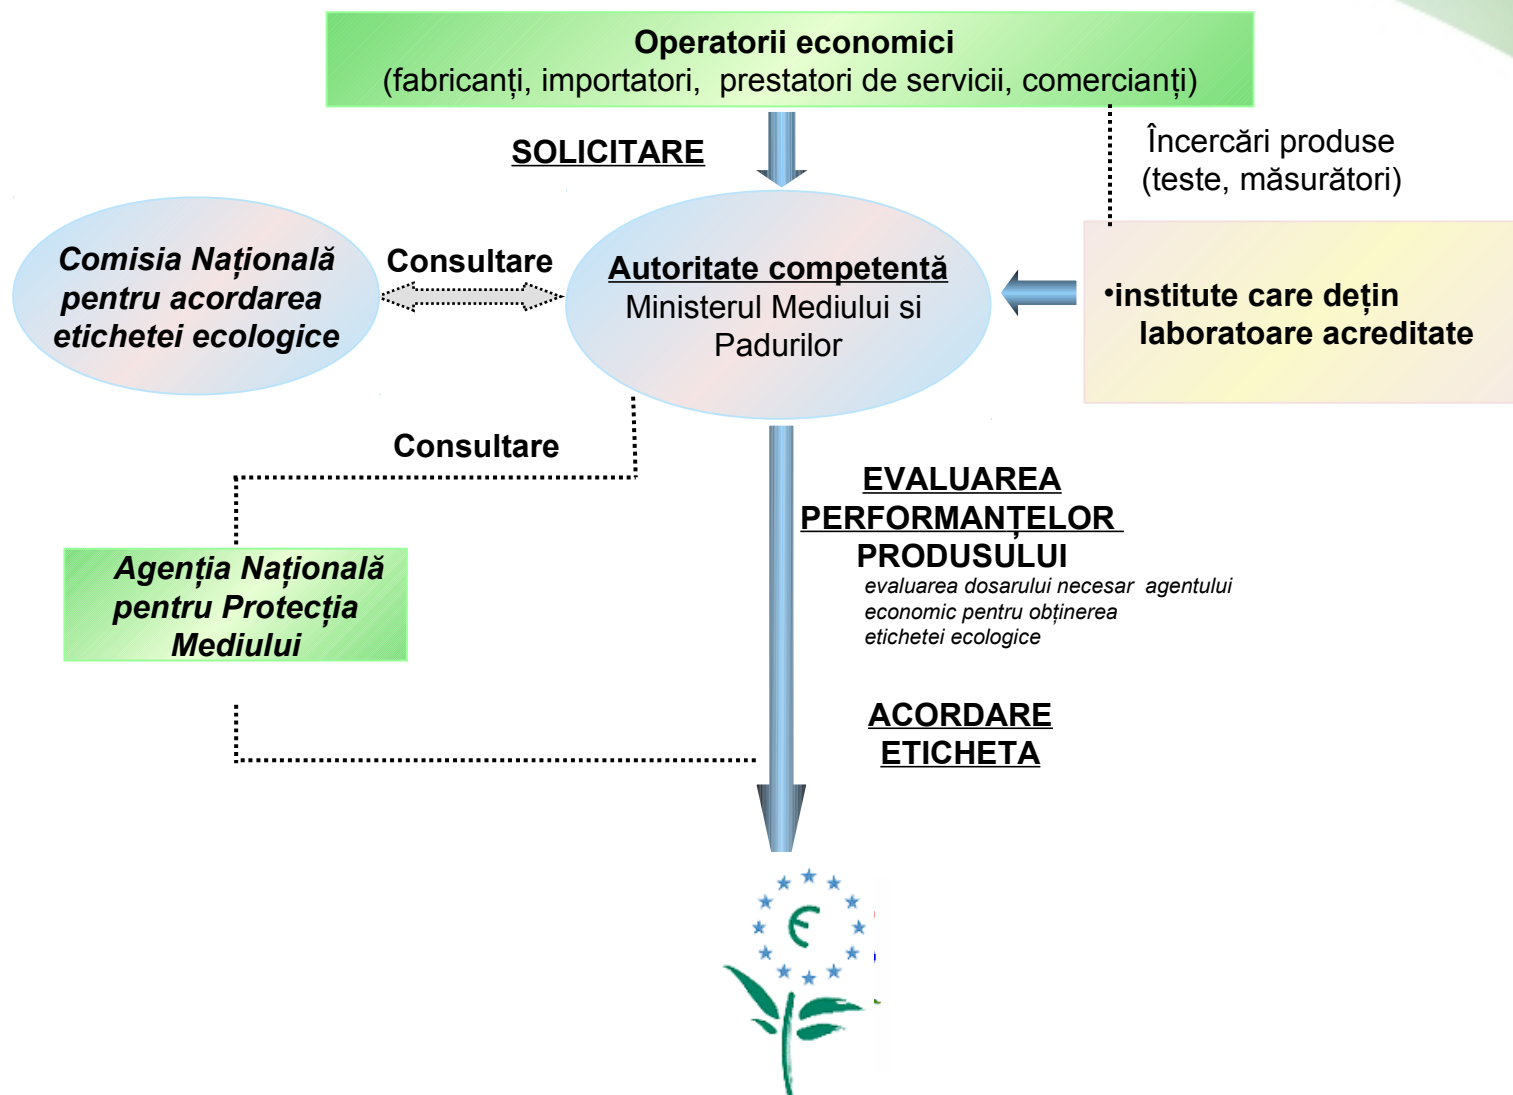 Operatorii economici
(fabricanți, importatori, prestatori de servicii, comercianți)
SOLICITARE
Încercări produse
(teste, măsurători)
Comisia Națională
pentru acordarea
etichetei ecologice
Consultare
Autoritate competentă
Ministerul Mediului si
Padurilor
•institute care dețin
laboratoare acreditate
Consultare
EVALUAREA
PERFORMANȚELOR
PRODUSULUI
evaluarea dosarului necesar agentului
economic pentru obținerea
etichetei ecologice
Agenția Națională
pentru Protecția
Mediului
ACORDARE
ETICHETA